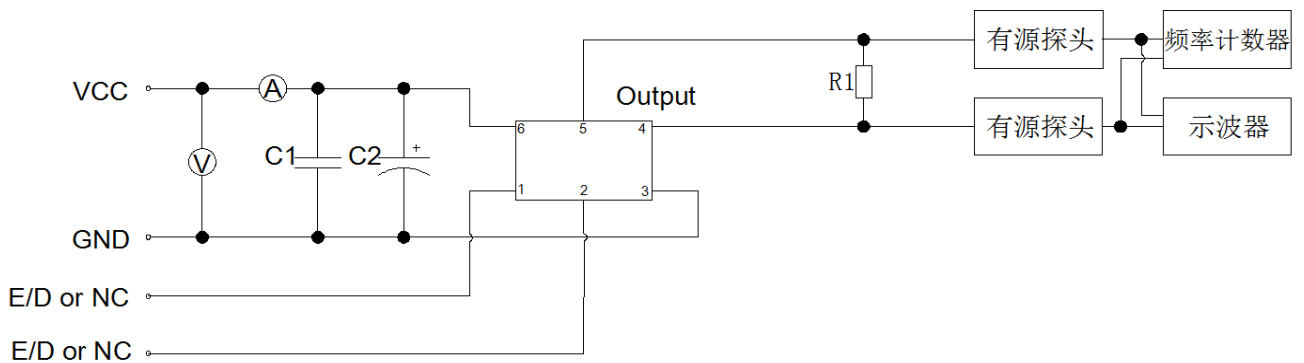 有源探头
频率计数器
VCC
A
Output
R1
6
5
4
有源探头
示波器
V
C1
C2
+
1
2
3
GND
E/D or NC
E/D or NC